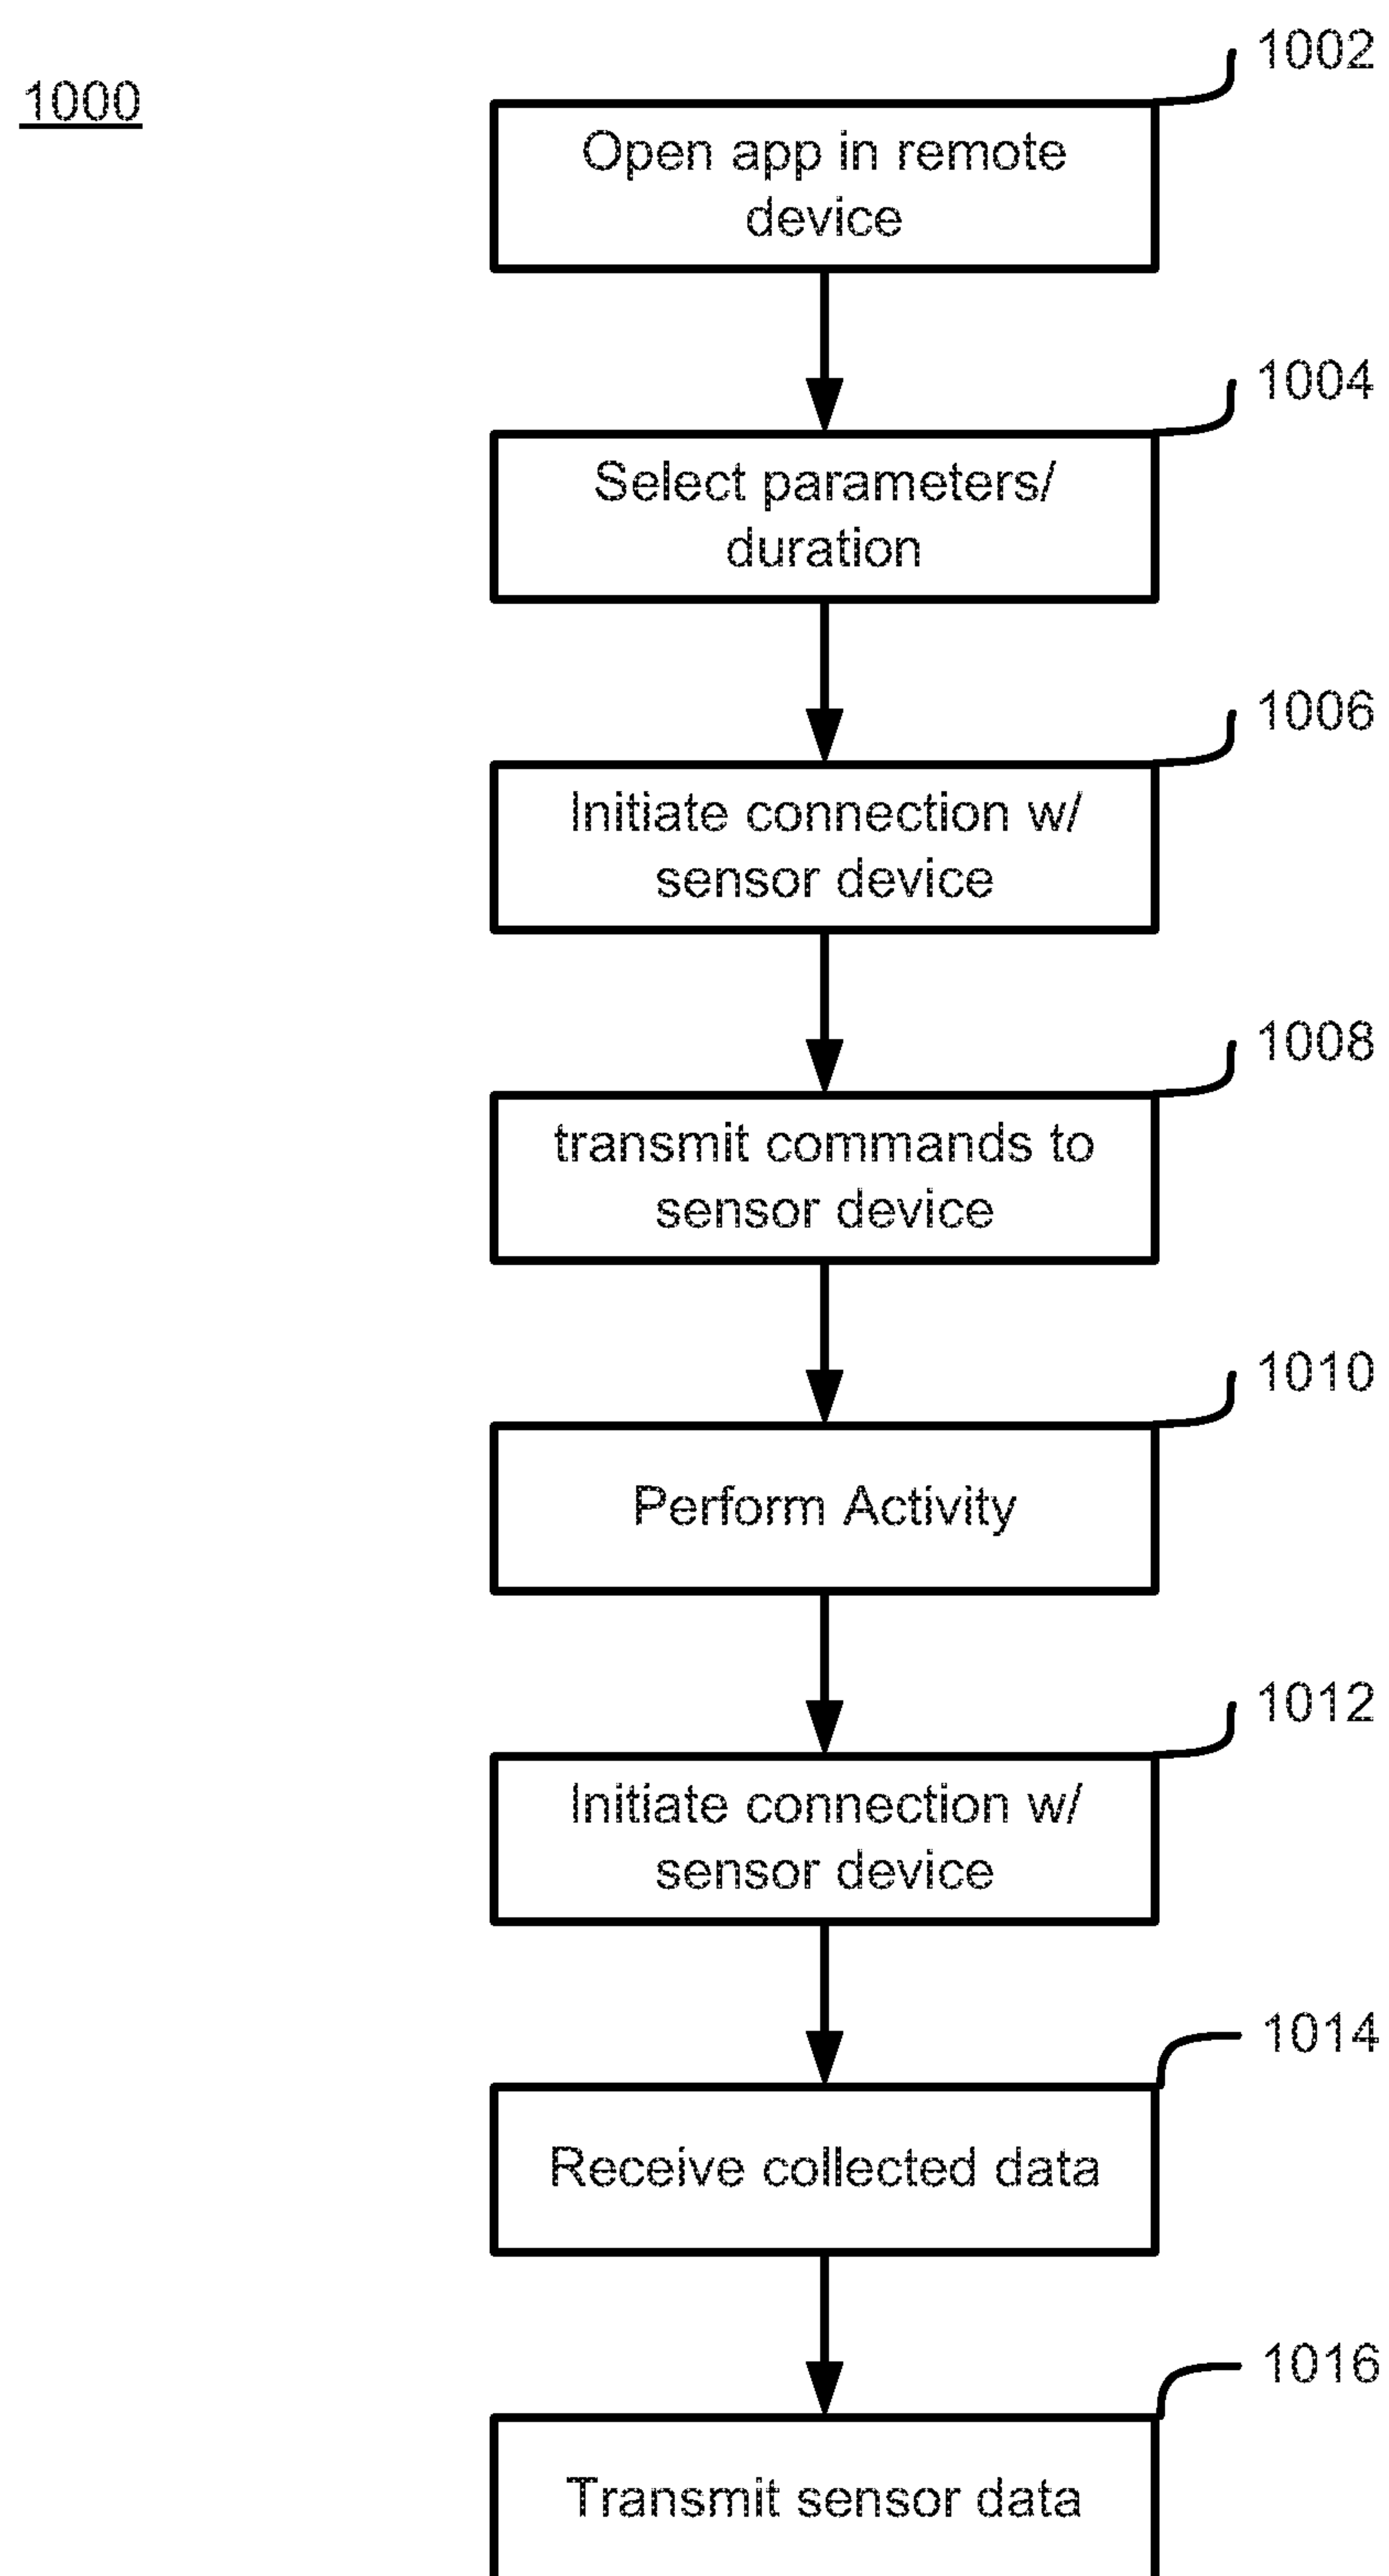 1000
1002
Open app in remote
device
1004
Select parameters/
duration
1006
Initiate connection w/
sensor device
1008
transmit commands to
sensor device
1010
Perform Activity
1012
Initiate connection w/
sensor device
1014
Receive collected data
1016
Transmit sensor data